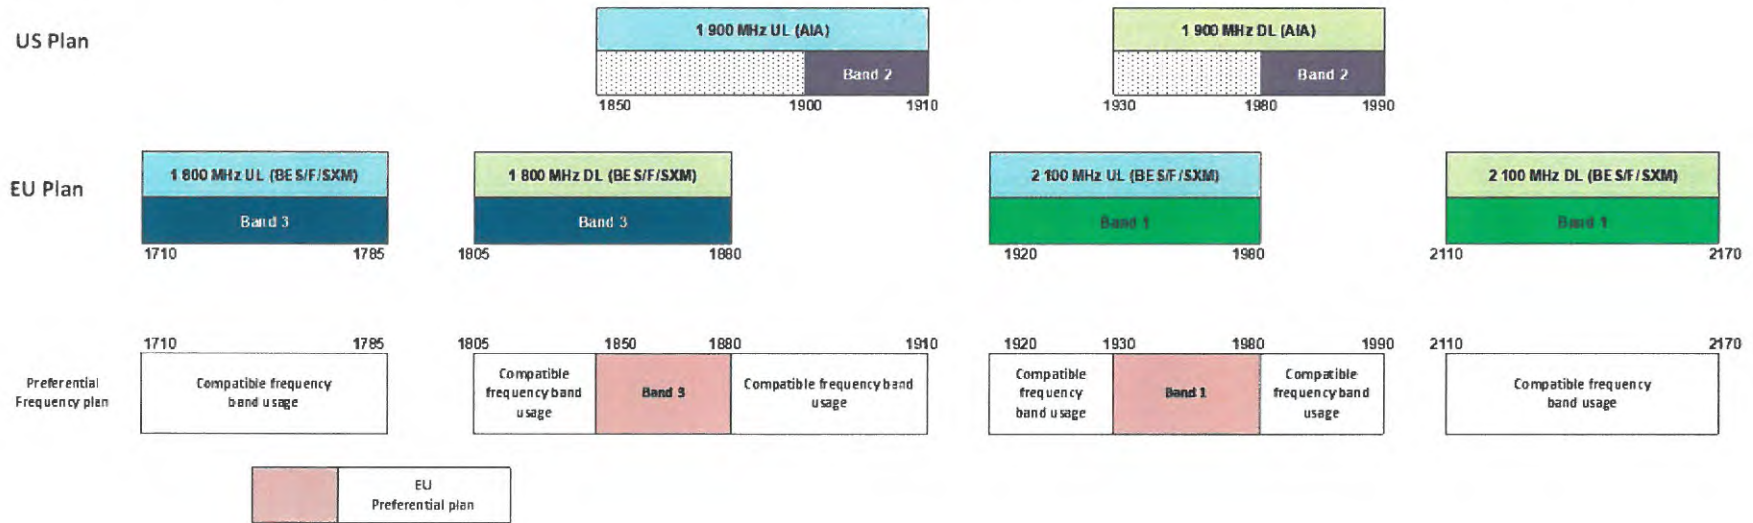 US Plan
1 900 MHz UL (AIA)
1 900 MHz DL (AIA)
Band 2
Band 2
1850 1900 1910
1930 1980 1990
EU Plan
1 800 MHz UL (BES/F/SXM)
1 800 MHz DL (BES/F/SXM)
2 100 MHz UL (BES/F/SXM)
2 100 MHz DL (BES/F/SXM)
Band 3
Band 3
Band 1
Band 1
1710 1785
1805 1880
1920 1980
2110 2170
Preferential
Frequency plan
1710 1785
1805 1850 1880 1910
1920 1930 1980 1990
2110 2170
Compatible frequency
band usage
Compatible
frequency band
usage
Band 3
Compatible frequency band
usage
Compatible
frequency
band usage
Band 1
Compatible
frequency band
usage
Compatible frequency
band usage
EU
Preferential plan